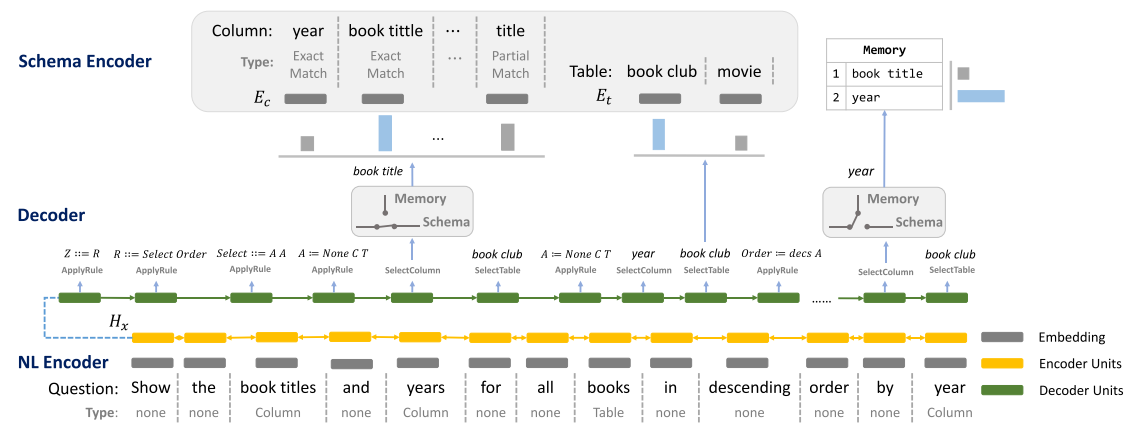 Schema Encoder
Column: year book tittle ... title
Type: Exact Match Exact Match ... Partial Match
E_c
Table: book club movie
E_t
...
Memory
1 book title
2 year
book title
year
Decoder
Memory
Schema
Memory
Schema
Z ::= R R ::= Select Order Select ::= A A A ≔ None C T book club A ≔ None C T year book club Order ≔ decs A book club
ApplyRule ApplyRule ApplyRule ApplyRule SelectColumn SelectTable ApplyRule SelectColumn SelectTable ApplyRule SelectColumn SelectTable
......
H_x
NL Encoder
Question: Show the book titles and years for all books in descending order by year
Type: none none Column none Column none none Table none none none none Column
Embedding
Encoder Units
Decoder Units